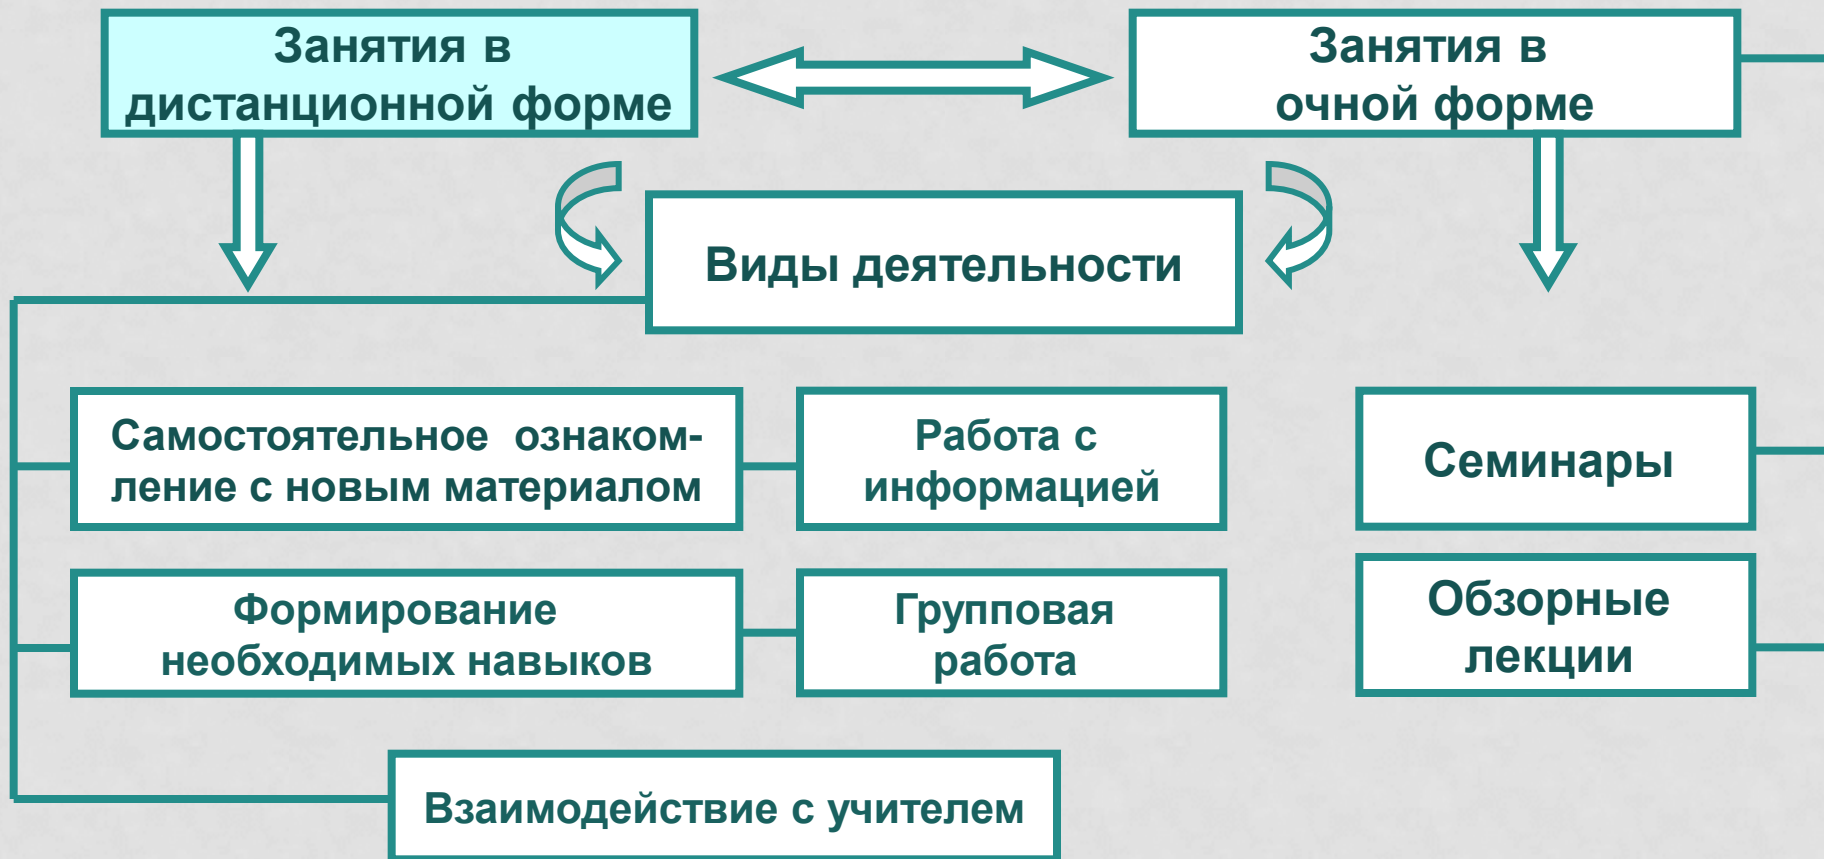 Занятия в
дистанционной форме
Занятия в
очной форме
Виды деятельности
Самостоятельное ознаком-
ление с новым материалом
Работа с
информацией
Семинары
Формирование
необходимых навыков
Групповая
работа
Обзорные
лекции
Взаимодействие с учителем